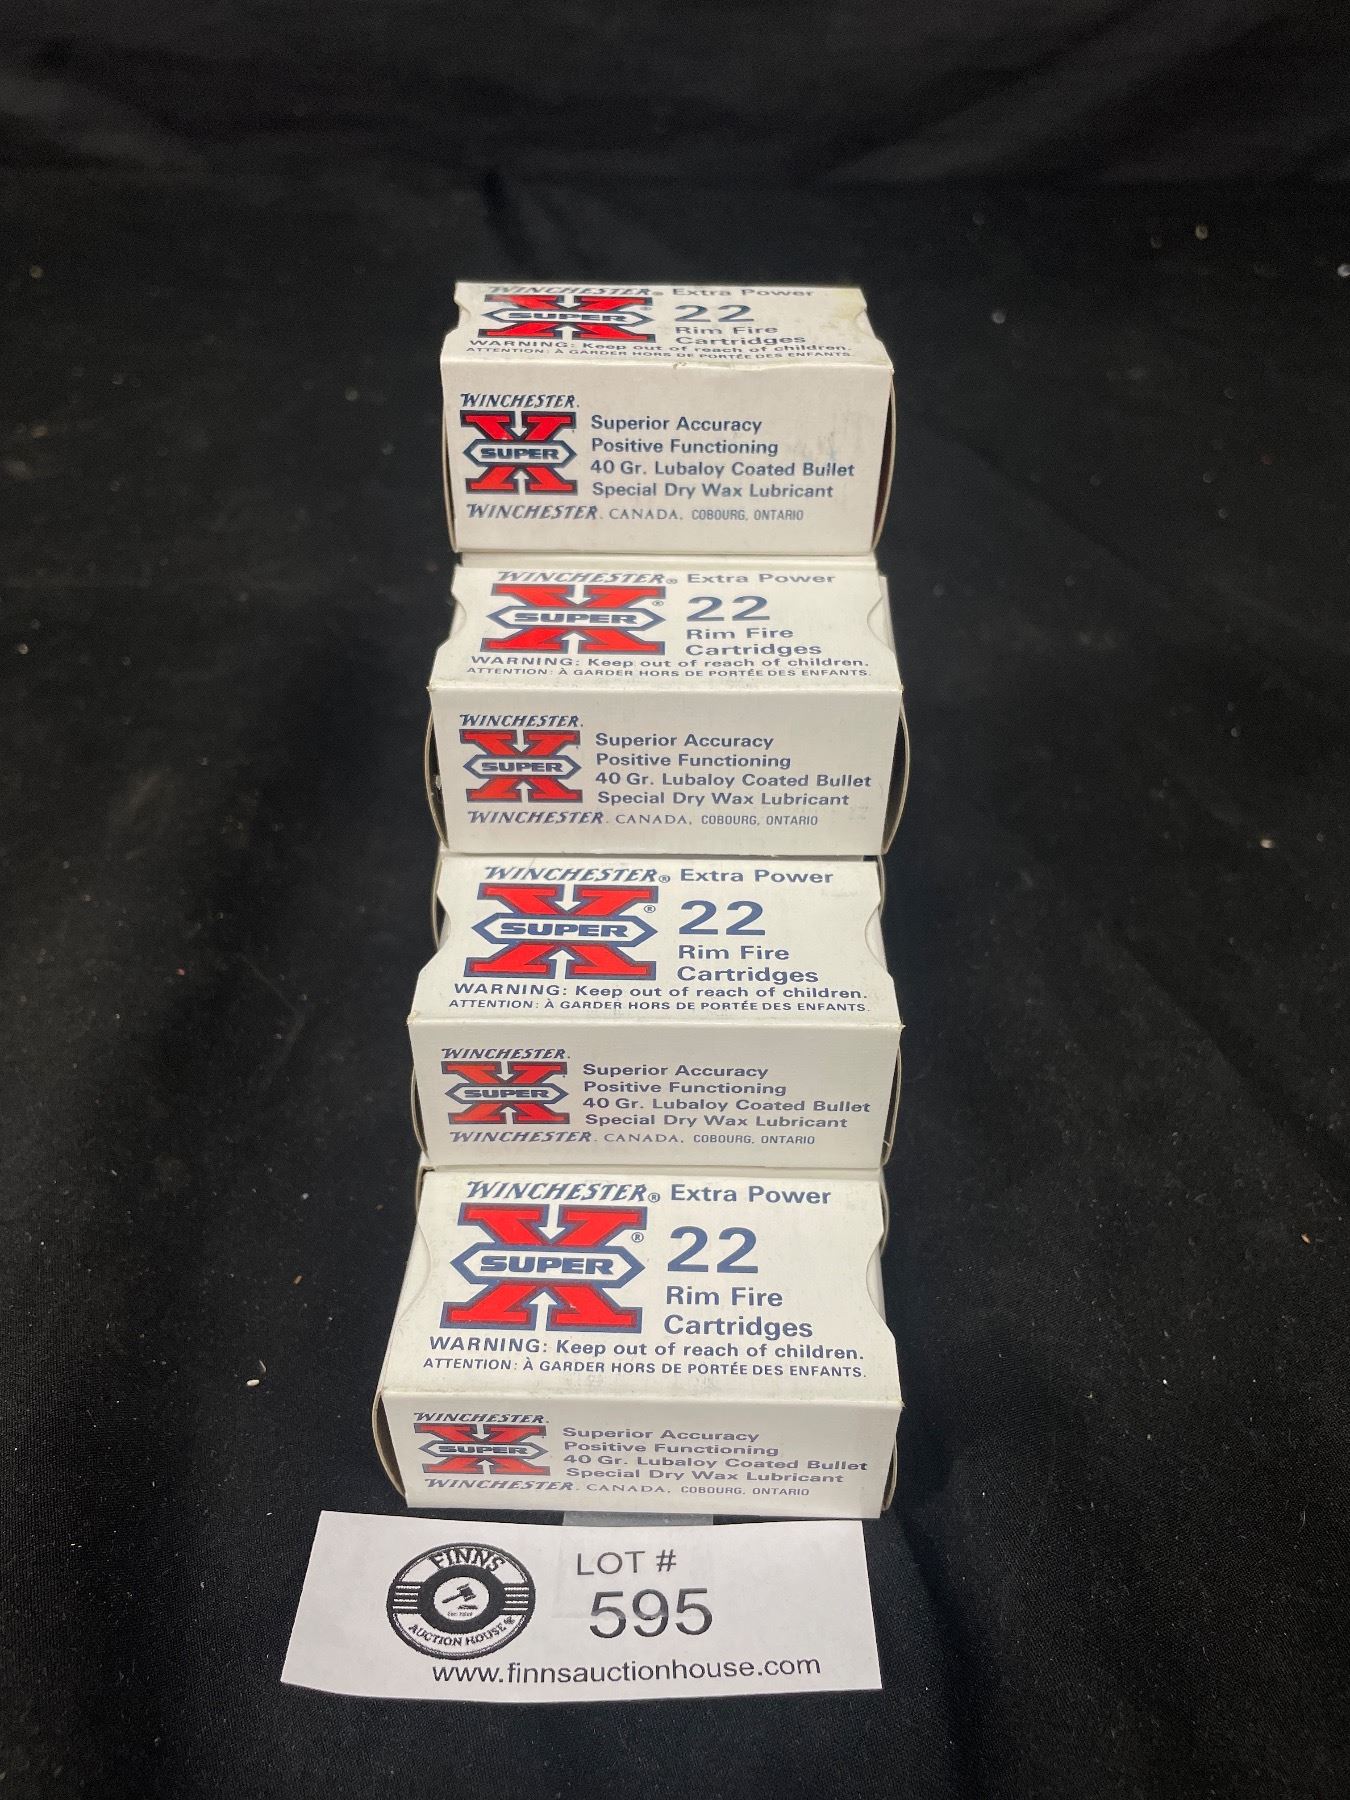 WINCHESTER® Extra Power
SUPER X® 22
Rim Fire
Cartridges
WARNING: Keep out of reach of children.
ATTENTION: À GARDER HORS DE PORTÉE DES ENFANTS.
WINCHESTER.
SUPER X
Superior Accuracy
Positive Functioning
40 Gr. Lubaloy Coated Bullet
Special Dry Wax Lubricant
WINCHESTER. CANADA, COBOURG, ONTARIO
WINCHESTER® Extra Power
SUPER X® 22
Rim Fire
Cartridges
WARNING: Keep out of reach of children.
ATTENTION: À GARDER HORS DE PORTÉE DES ENFANTS.
WINCHESTER.
SUPER X
Superior Accuracy
Positive Functioning
40 Gr. Lubaloy Coated Bullet
Special Dry Wax Lubricant
WINCHESTER. CANADA, COBOURG, ONTARIO
WINCHESTER® Extra Power
SUPER X® 22
Rim Fire
Cartridges
WARNING: Keep out of reach of children.
ATTENTION: À GARDER HORS DE PORTÉE DES ENFANTS.
WINCHESTER.
SUPER X
Superior Accuracy
Positive Functioning
40 Gr. Lubaloy Coated Bullet
Special Dry Wax Lubricant
WINCHESTER. CANADA, COBOURG, ONTARIO
WINCHESTER® Extra Power
SUPER X® 22
Rim Fire
Cartridges
WARNING: Keep out of reach of children.
ATTENTION: À GARDER HORS DE PORTÉE DES ENFANTS.
WINCHESTER.
SUPER X
Superior Accuracy
Positive Functioning
40 Gr. Lubaloy Coated Bullet
Special Dry Wax Lubricant
WINCHESTER. CANADA, COBOURG, ONTARIO
FINNS
AUCTION HOUSE
LOT #
595
www.finnsauctionhouse.com